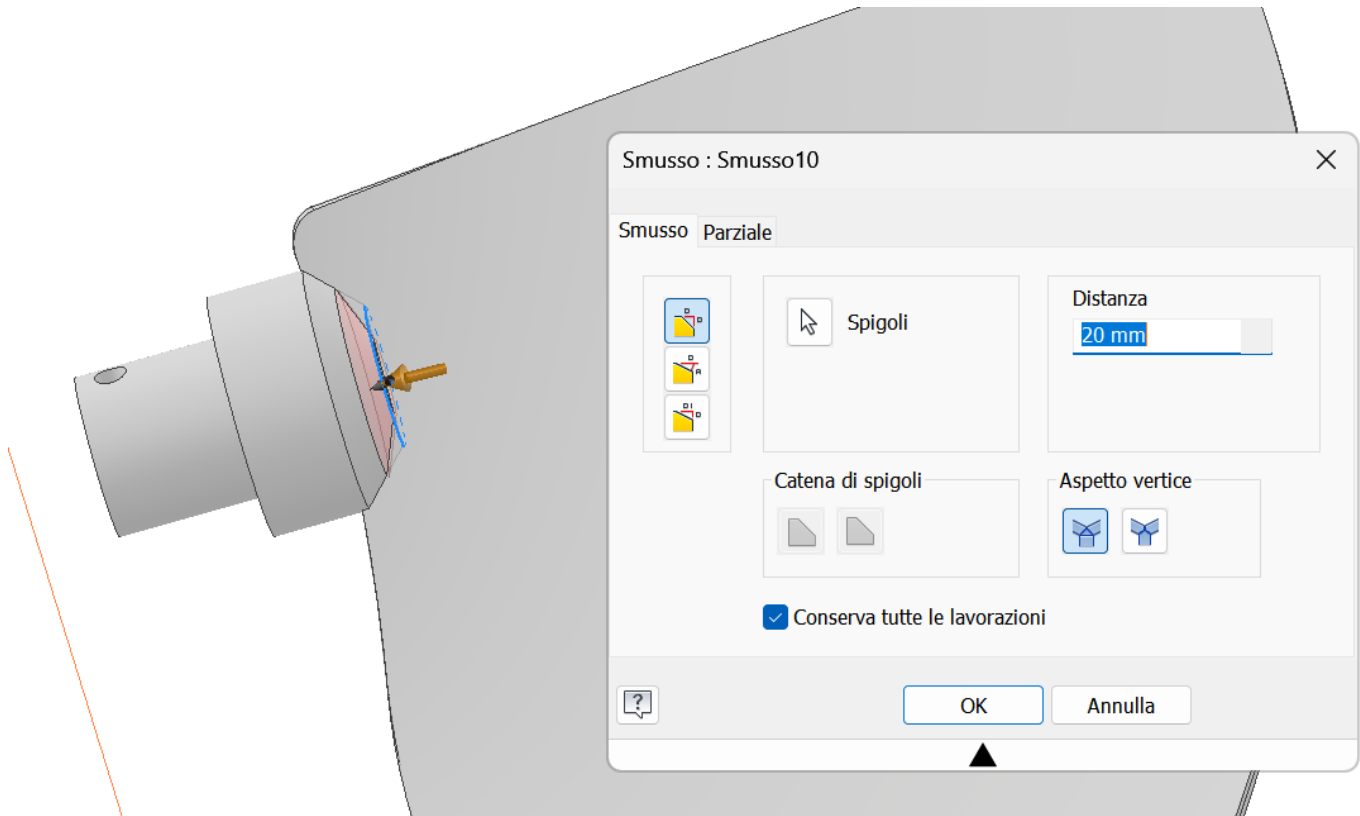 Smusso : Smusso10
Smusso Parziale
Spigoli
Distanza
20 mm
Catena di spigoli
Aspetto vertice
Conserva tutte le lavorazioni
OK Annulla